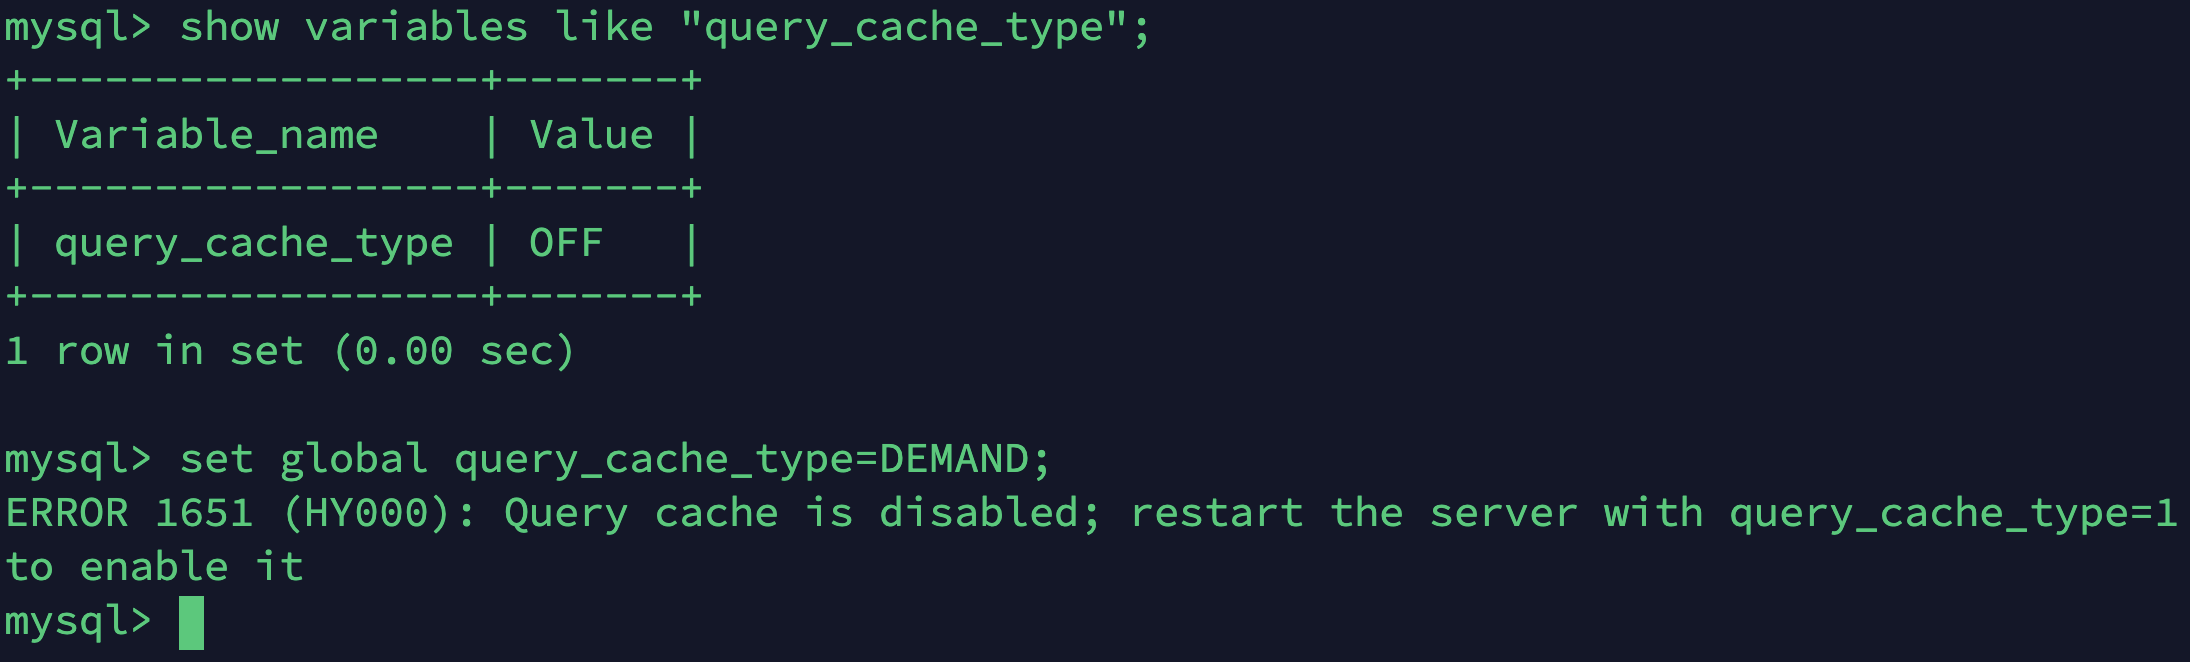 mysql> show variables like "query_cache_type";
+------------------+-------+
| Variable_name    | Value |
+------------------+-------+
| query_cache_type | OFF   |
+------------------+-------+
1 row in set (0.00 sec)

mysql> set global query_cache_type=DEMAND;
ERROR 1651 (HY000): Query cache is disabled; restart the server with query_cache_type=1
to enable it
mysql>